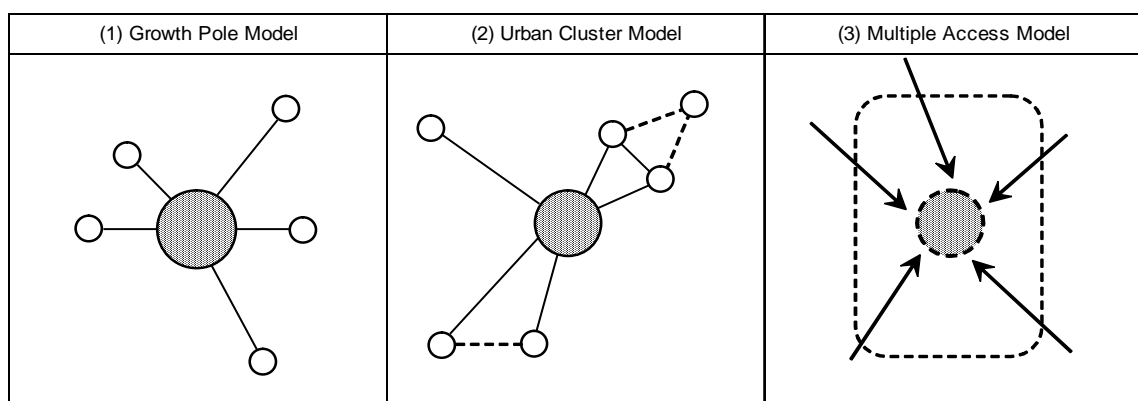 (1) Growth Pole Model
(2) Urban Cluster Model
(3) Multiple Access Model